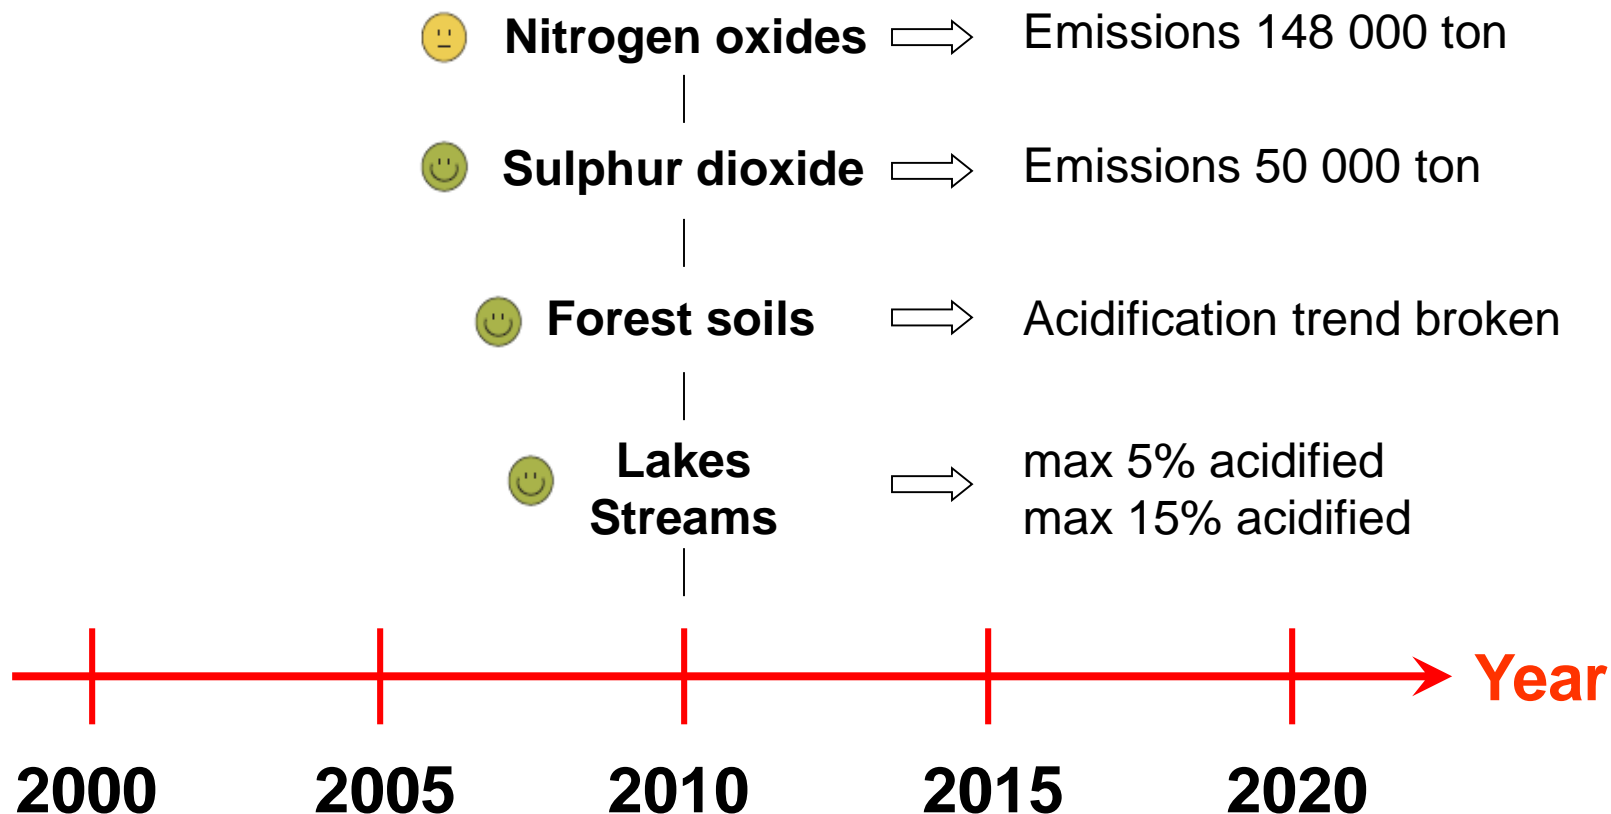 Nitrogen oxides Emissions 148 000 ton
Sulphur dioxide Emissions 50 000 ton
Forest soils Acidification trend broken
Lakes max 5% acidified
Streams max 15% acidified
Year
2000 2005 2010 2015 2020